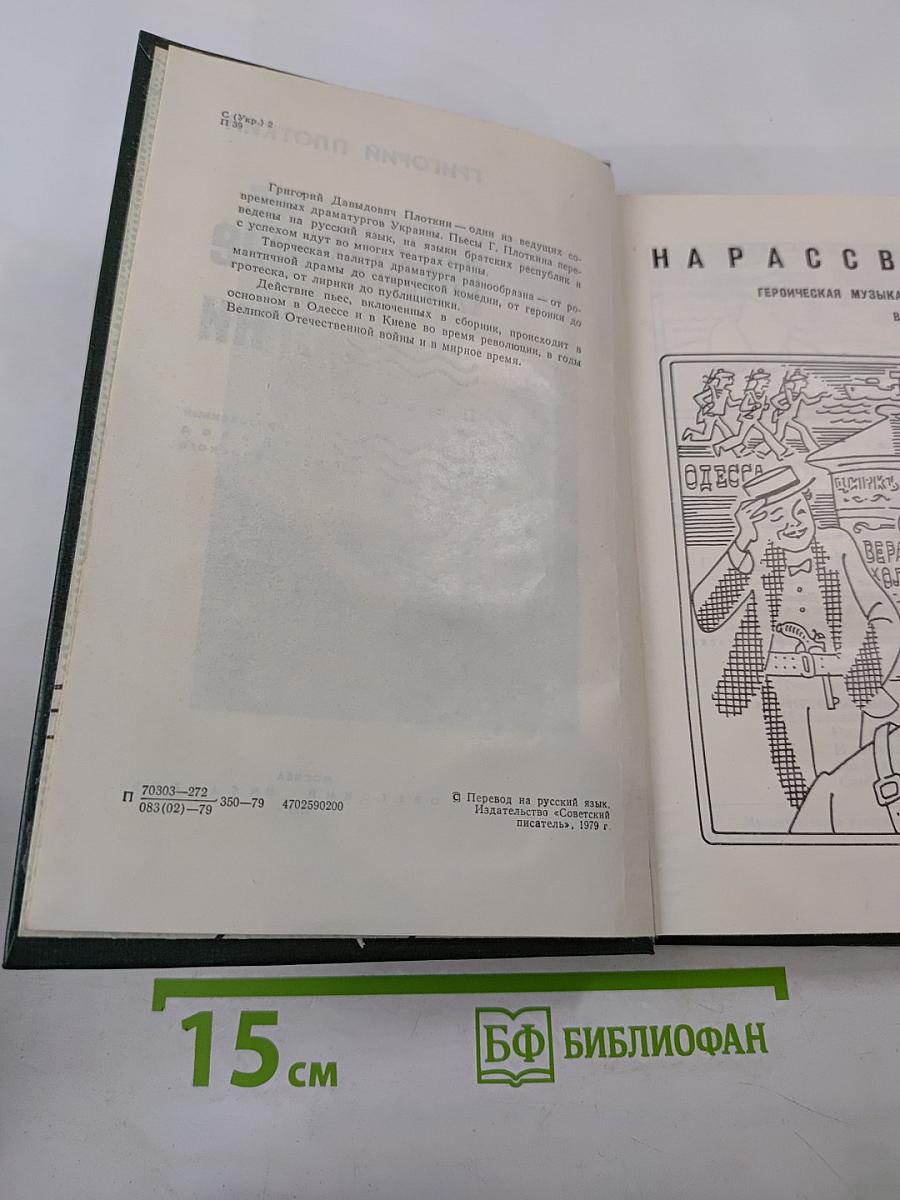 С (Укр.) 2
П 39
Григорий Давыдович Плоткин — один из ведущих со-
временных драматургов Украины. Пьесы Г. Плоткина пере-
ведены на русский язык, на языки братских республик и
с успехом идут во многих театрах страны.
Творческая палитра драматурга разнообразна — от ро-
мантичной драмы до сатирической комедии, от героики до
гротеска, от лирики до публицистики.
Действие пьес, включенных в сборник, происходит в
основном в Одессе и в Киеве во время революции, в годы
Великой Отечественной войны и в мирное время.
П 70303—272
083(02)—79 350—79 4702590200
© Перевод на русский язык.
Издательство «Советский
писатель», 1979 г.
НА РАССВ
ГЕРОИЧЕСКАЯ МУЗЫКА
В
ОДЕССА
ВЕРА
ХОЛ
15 см
БФ БИБЛИОФАН